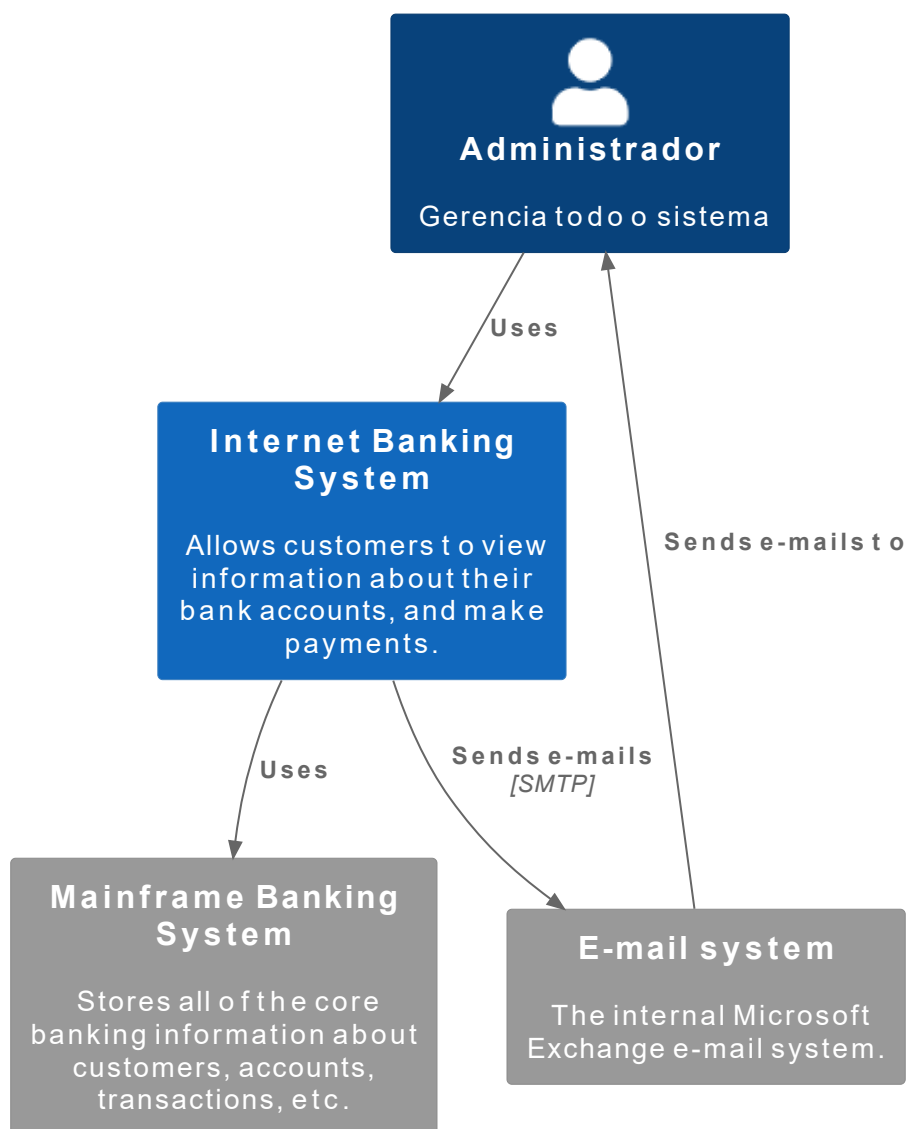 Administrador
Gerencia todo o sistema
Uses
Internet Banking
System
Allows customers to view
information about their
bank accounts, and make
payments.
Sends e-mails to
Uses
Sends e-mails
[SMTP]
Mainframe Banking
System
Stores all of the core
banking information about
customers, accounts,
transactions, etc.
E-mail system
The internal Microsoft
Exchange e-mail system.